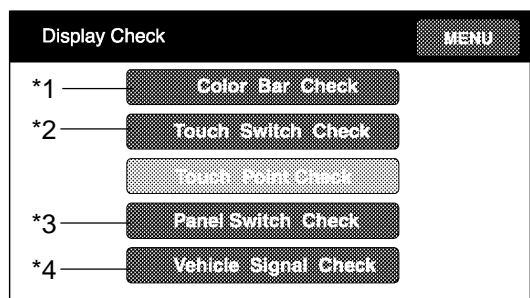 Display Check
MENU
*1 Color Bar Check
*2 Touch Switch Check
Touch Point Check
*3 Panel Switch Check
*4 Vehicle Signal Check